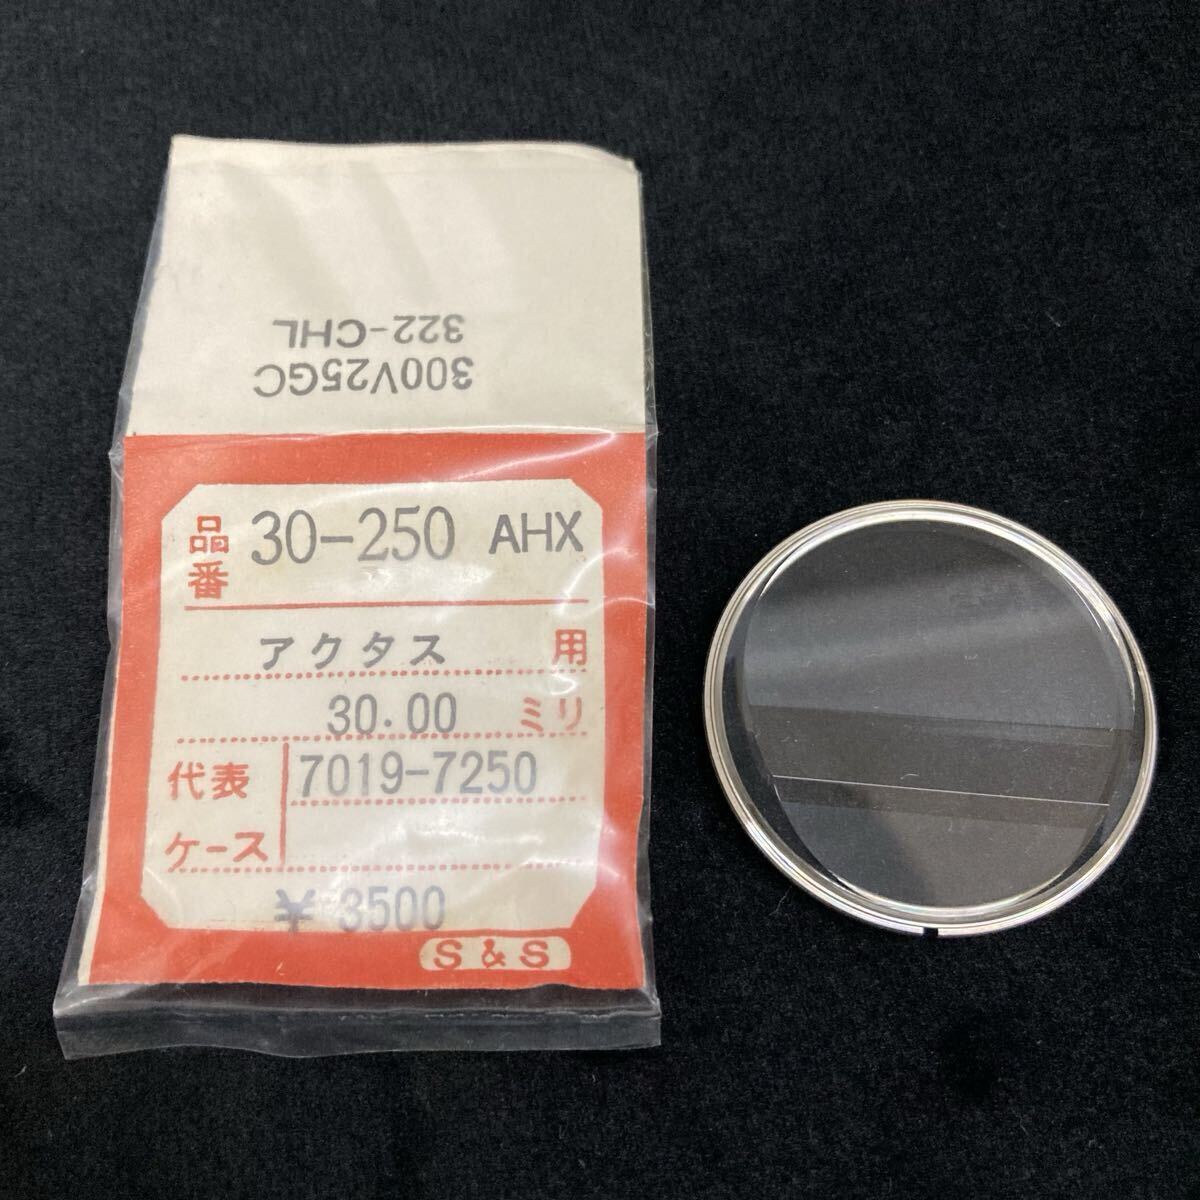 322-CHL
300V25GC
品番 30-250 AHX
アクタス 用
30.00 ミリ
代表ケース 7019-7250
¥ 3500
S & S